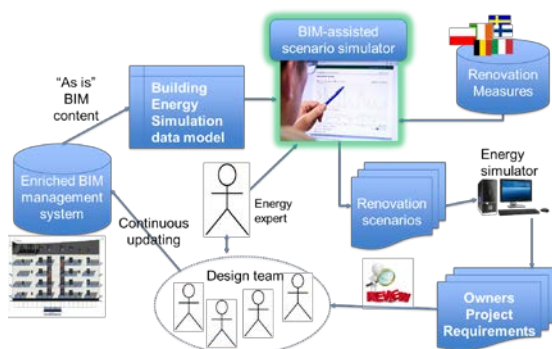 BIM-assisted
scenario simulator
"As is"
BIM
content
Building
Energy
Simulation
data model
Renovation
Measures
Enriched BIM
management
system
Energy
expert
Continuous
updating
Renovation
scenarios
Energy
simulator
Design team
REVIEW
Owners
Project
Requirements